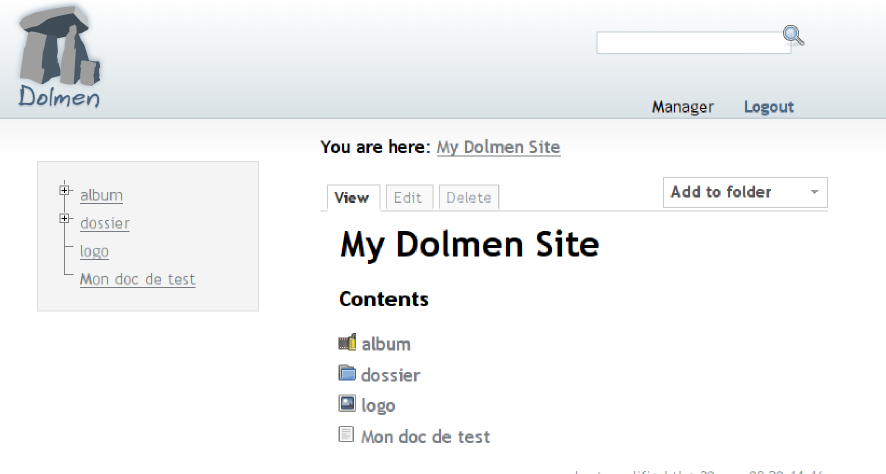 Dolmen
Manager Logout
You are here: My Dolmen Site
album
dossier
logo
Mon doc de test
View Edit Delete Add to folder
My Dolmen Site
Contents
album
dossier
logo
Mon doc de test